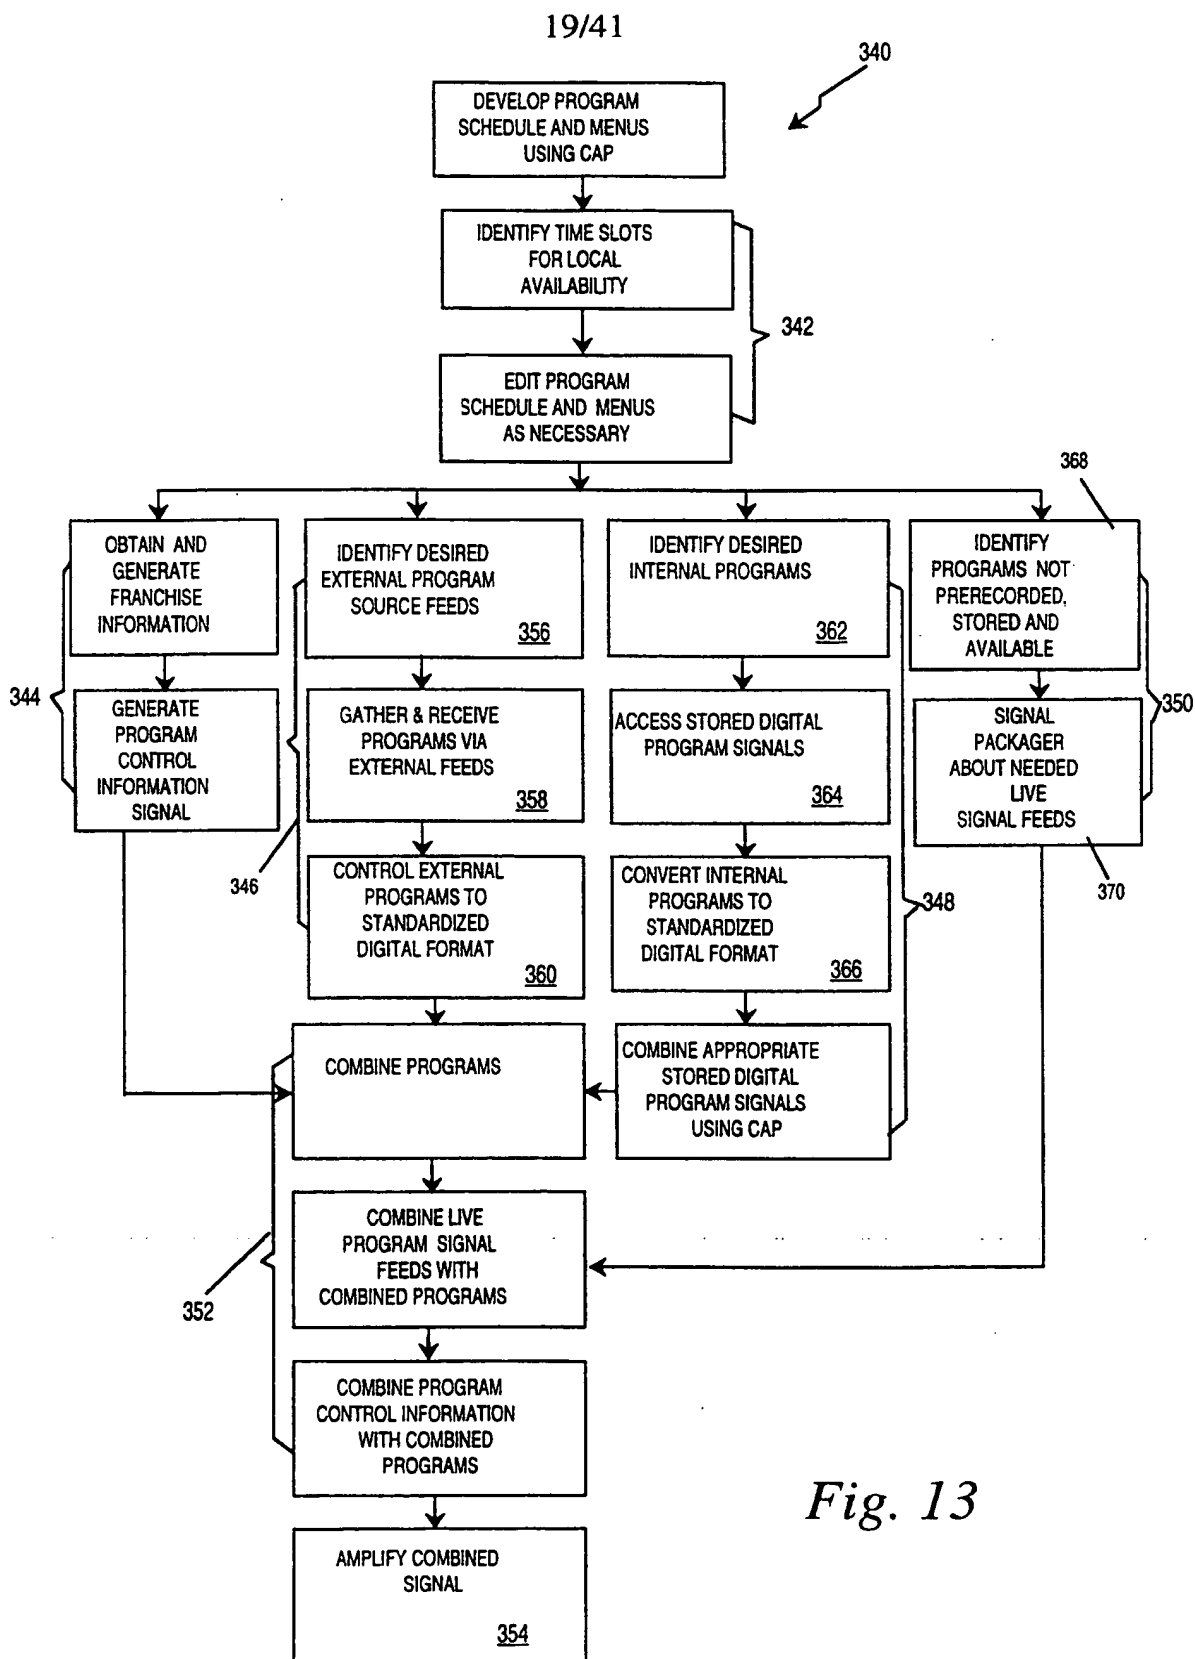 19/41
340
DEVELOP PROGRAM
SCHEDULE AND MENUS
USING CAP
IDENTIFY TIME SLOTS
FOR LOCAL
AVAILABILITY
342
EDIT PROGRAM
SCHEDULE AND MENUS
AS NECESSARY
368
OBTAIN AND
GENERATE
FRANCHISE
INFORMATION
IDENTIFY DESIRED
EXTERNAL PROGRAM
SOURCE FEEDS
356
IDENTIFY DESIRED
INTERNAL PROGRAMS
362
IDENTIFY
PROGRAMS NOT
PRERECORDED,
STORED AND
AVAILABLE
344
350
GENERATE
PROGRAM
CONTROL
INFORMATION
SIGNAL
GATHER & RECEIVE
PROGRAMS VIA
EXTERNAL FEEDS
358
ACCESS STORED DIGITAL
PROGRAM SIGNALS
364
SIGNAL
PACKAGER
ABOUT NEEDED
LIVE
SIGNAL FEEDS
346
370
CONTROL EXTERNAL
PROGRAMS TO
STANDARDIZED
DIGITAL FORMAT
360
CONVERT INTERNAL
PROGRAMS TO
STANDARDIZED
DIGITAL FORMAT
366
348
COMBINE PROGRAMS
COMBINE APPROPRIATE
STORED DIGITAL
PROGRAM SIGNALS
USING CAP
COMBINE LIVE
PROGRAM SIGNAL
FEEDS WITH
COMBINED PROGRAMS
352
COMBINE PROGRAM
CONTROL INFORMATION
WITH COMBINED
PROGRAMS
Fig. 13
AMPLIFY COMBINED
SIGNAL
354